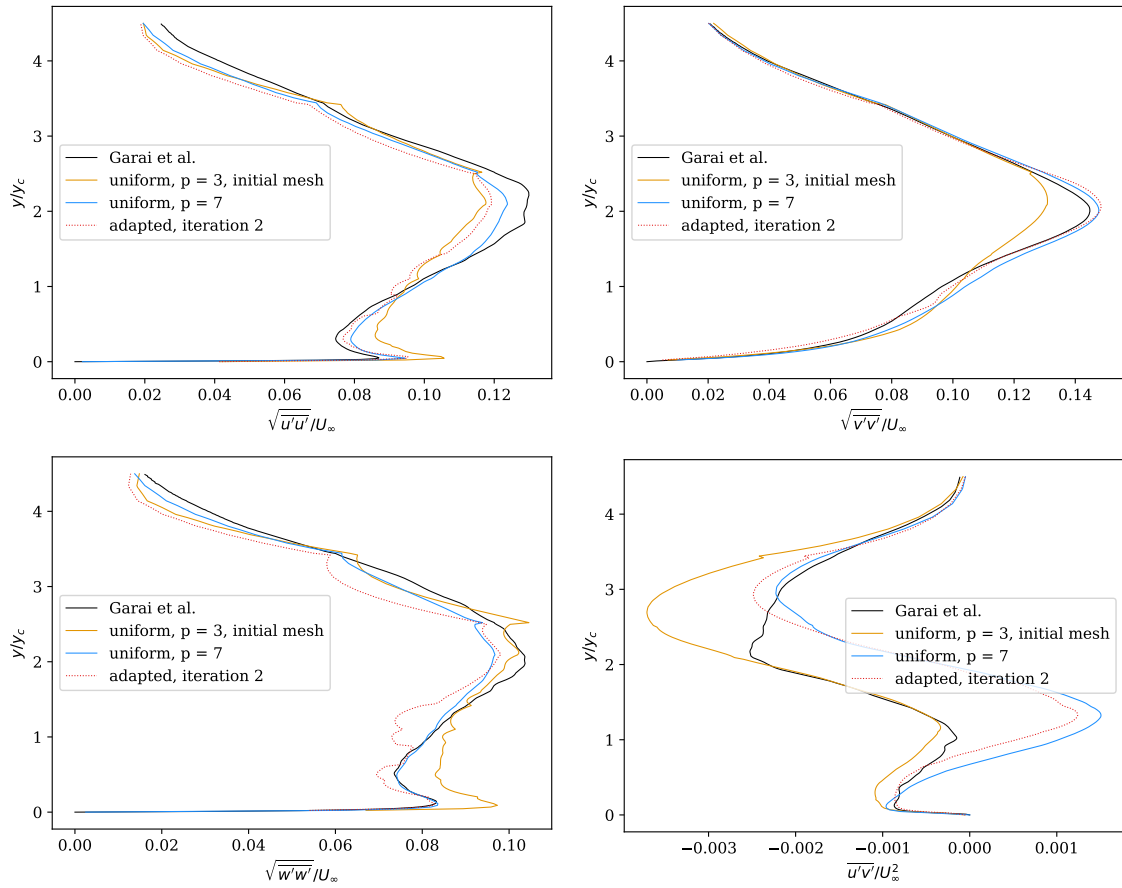 4
3
2
1
0
y/y_c
Garai et al.
uniform, p = 3, initial mesh
uniform, p = 7
adapted, iteration 2
0.00 0.02 0.04 0.06 0.08 0.10 0.12
√u′u′/U∞
4
3
2
1
0
y/y_c
Garai et al.
uniform, p = 3, initial mesh
uniform, p = 7
adapted, iteration 2
0.00 0.02 0.04 0.06 0.08 0.10 0.12 0.14
√v′v′/U∞
4
3
2
1
0
y/y_c
Garai et al.
uniform, p = 3, initial mesh
uniform, p = 7
adapted, iteration 2
0.00 0.02 0.04 0.06 0.08 0.10
√w′w′/U∞
4
3
2
1
0
y/y_c
Garai et al.
uniform, p = 3, initial mesh
uniform, p = 7
adapted, iteration 2
−0.003 −0.002 −0.001 0.000 0.001
u′v′/U∞²